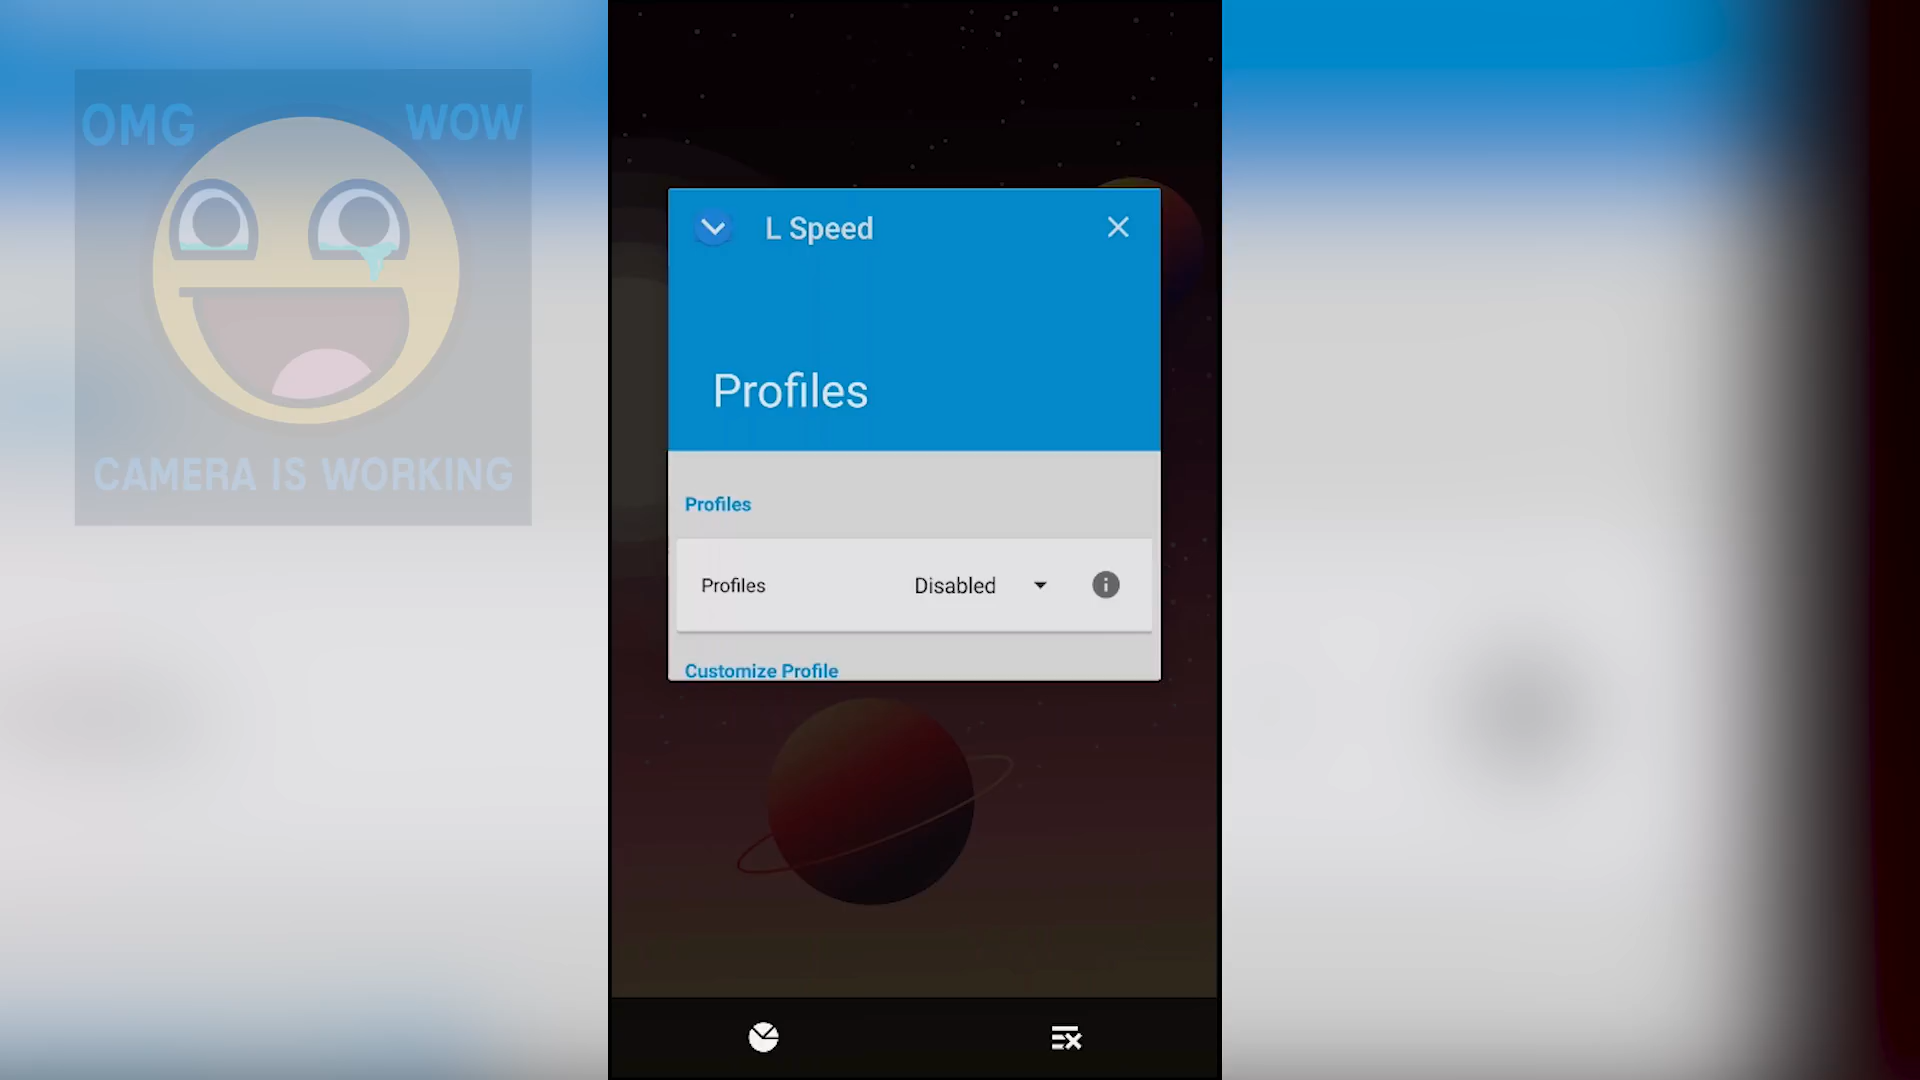 OMG WOW
CAMERA IS WORKING
L Speed
Profiles
Profiles
Profiles Disabled
Customize Profile